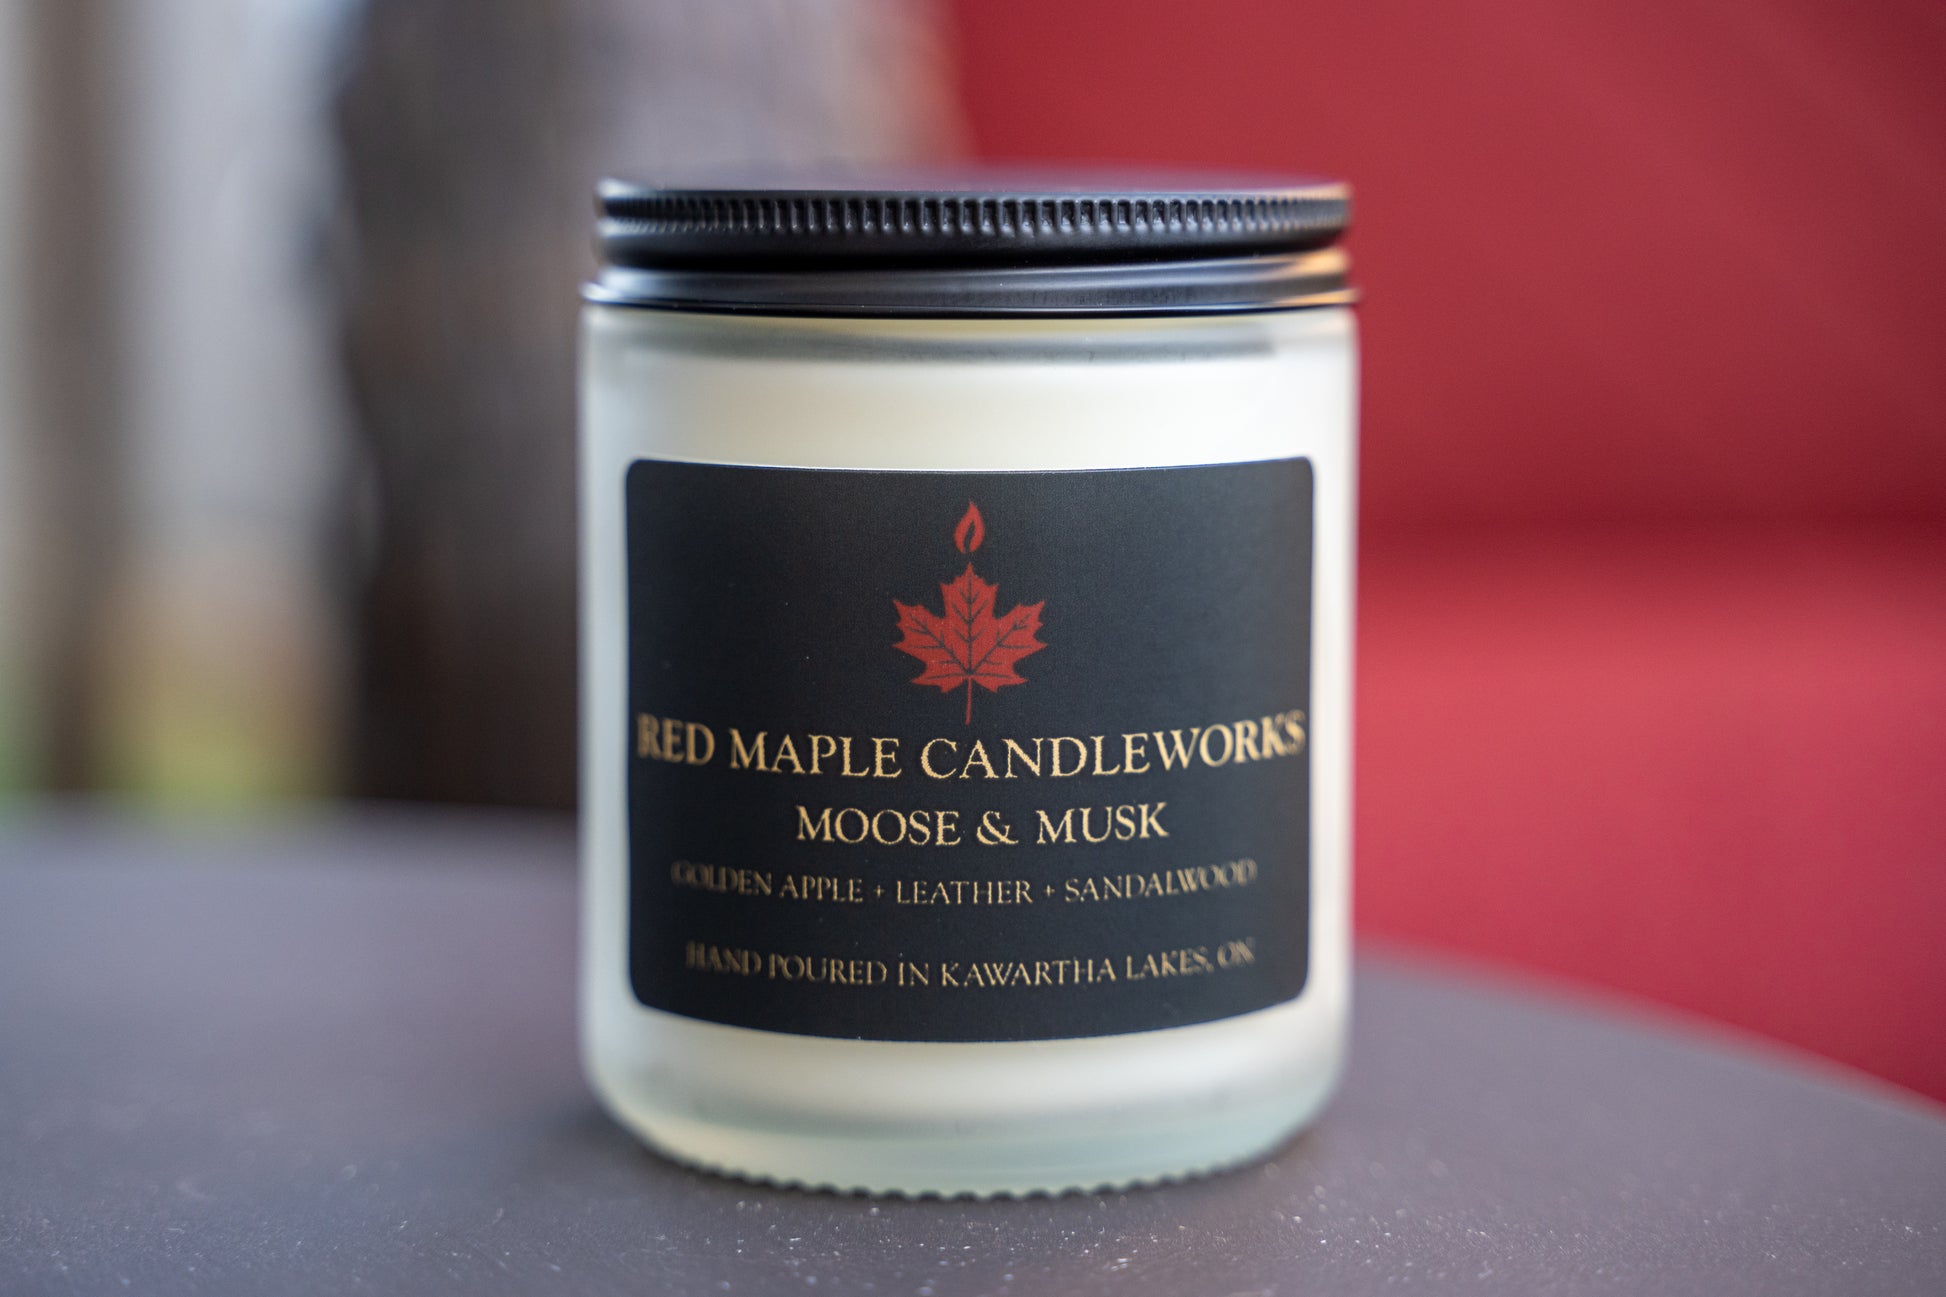 RED MAPLE CANDLEWORKS
MOOSE & MUSK
GOLDEN APPLE + LEATHER + SANDALWOOD
HAND POURED IN KAWARTHA LAKES, ON